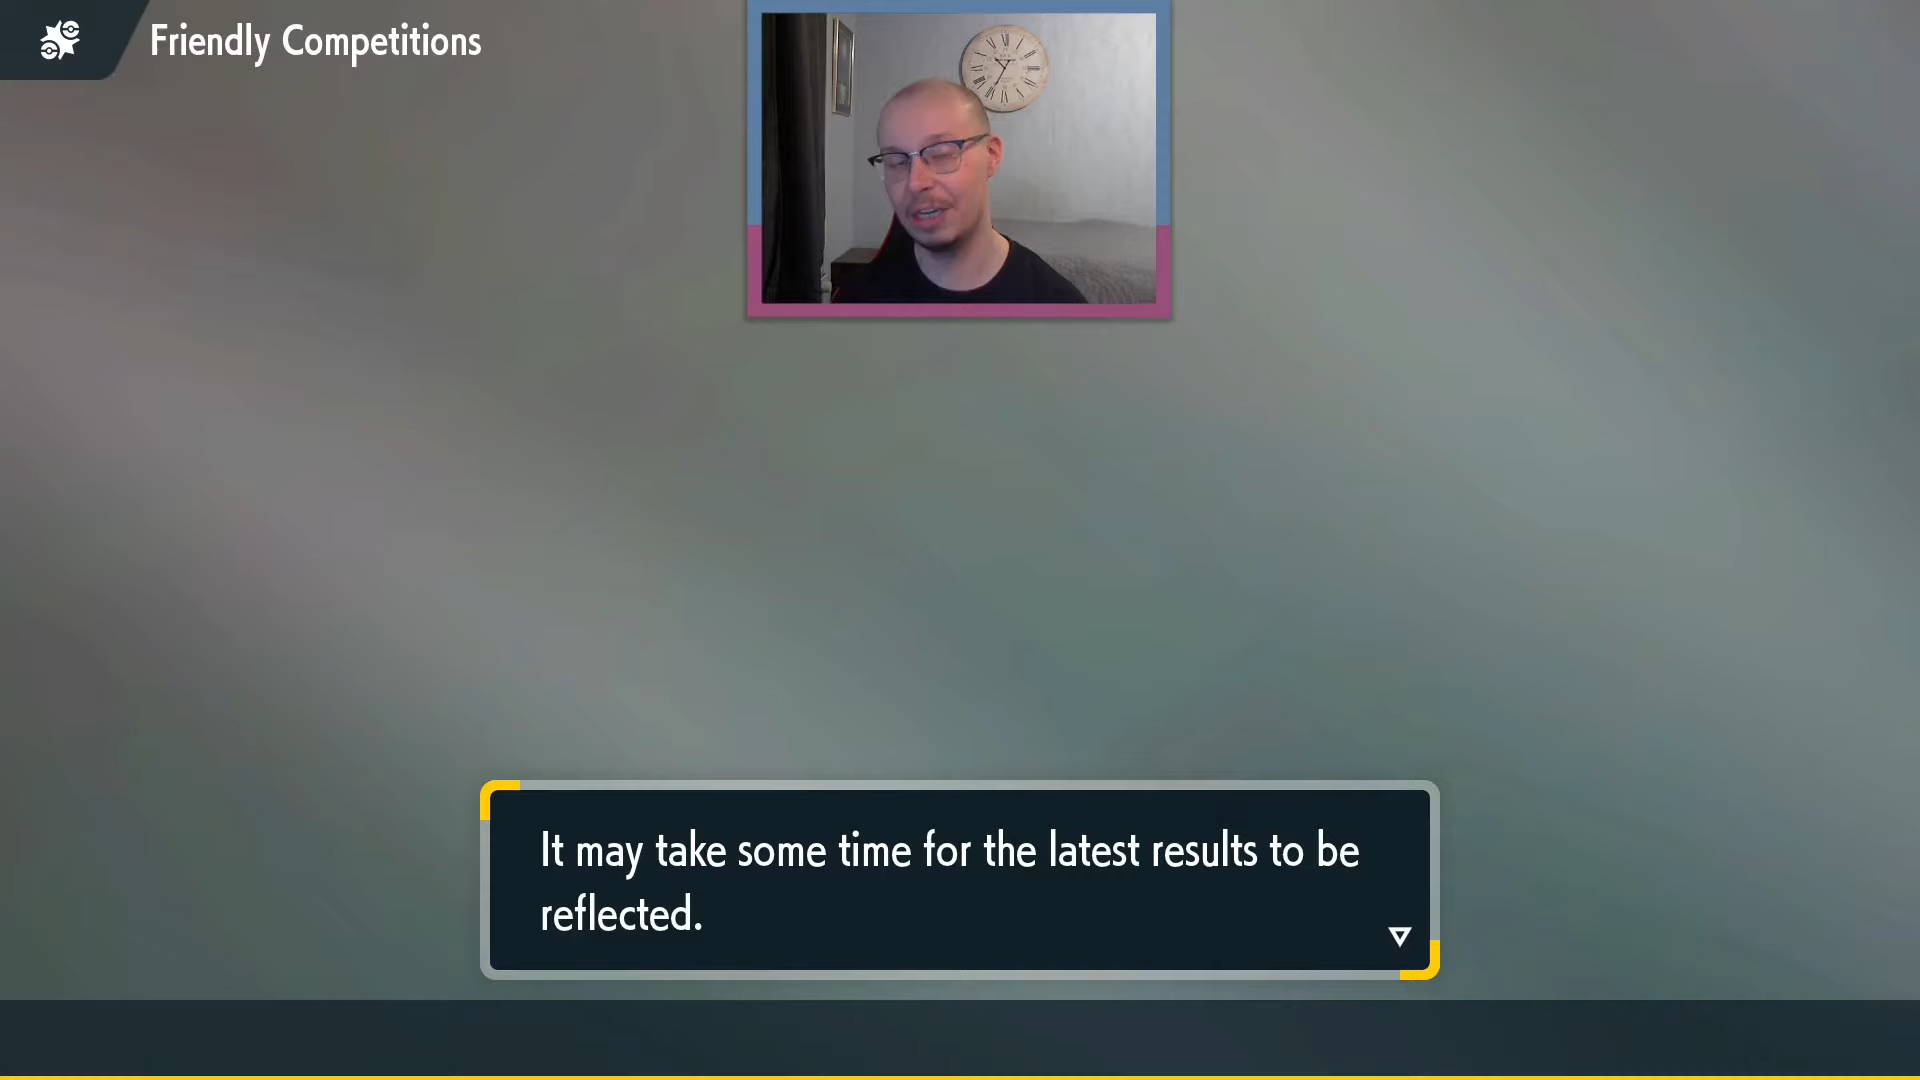 Friendly Competitions
It may take some time for the latest results to be
reflected.